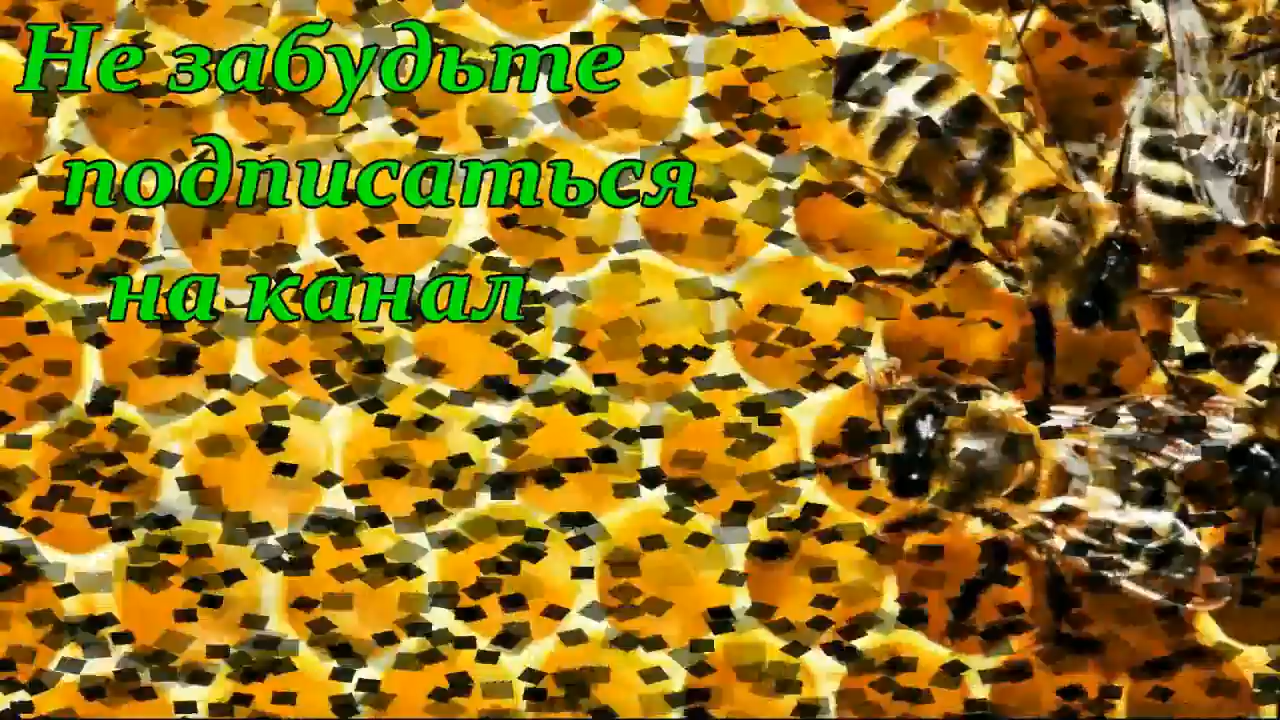 Не забудьте
подписаться
на канал